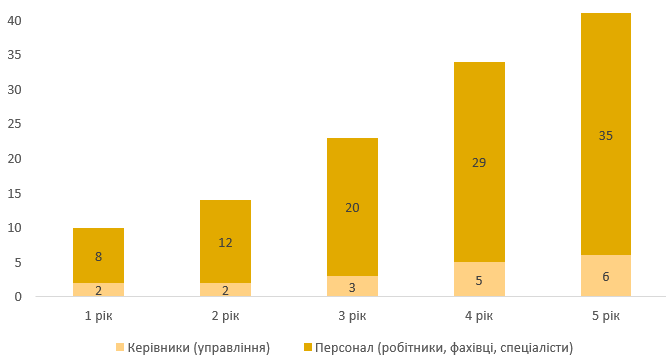 40
35
30
25
20
15
10
5
0
8
12
20
29
35
2
2
3
5
6
1 рік
2 рік
3 рік
4 рік
5 рік
Керівники (управління)
Персонал (робітники, фахівці, спеціалісти)